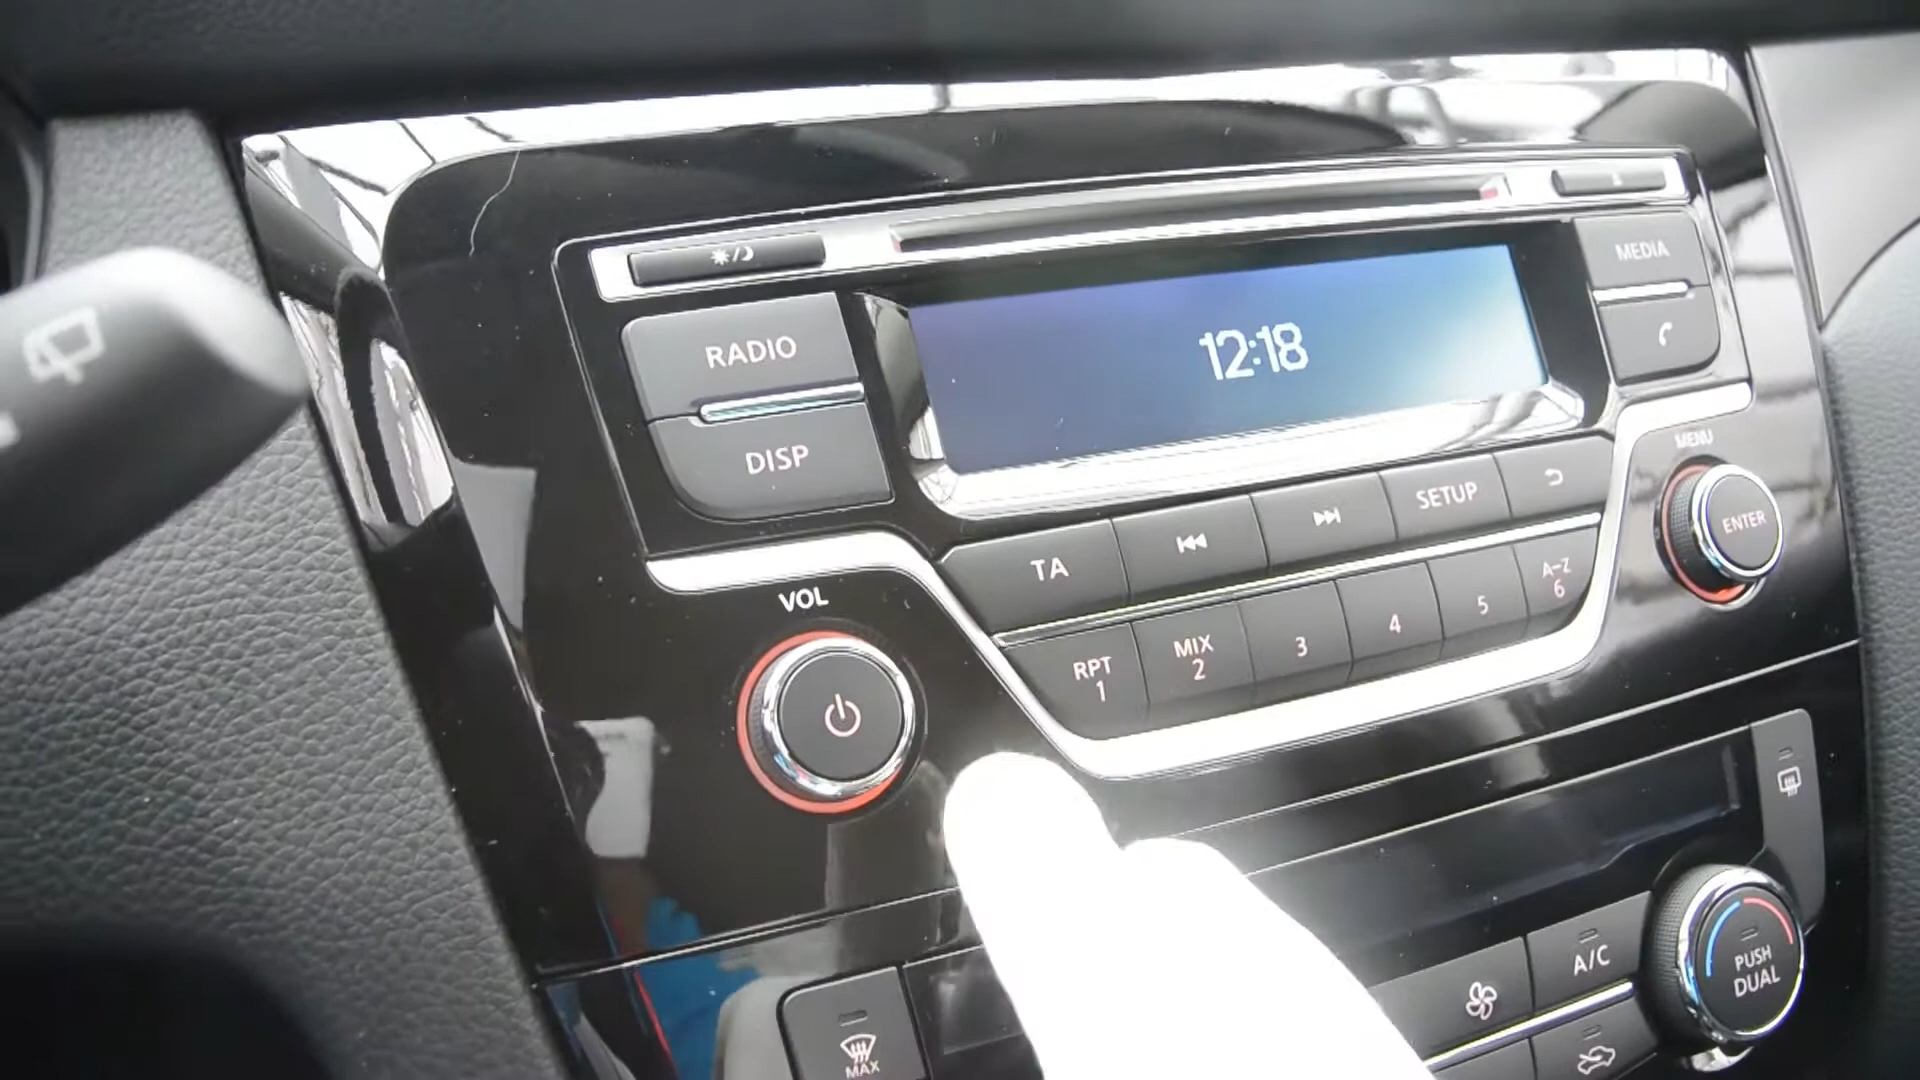 RADIO
12:18
MEDIA
DISP
MENU
ENTER
TA
SETUP
VOL
RPT
1
MIX
2
3
4
5
A-Z
6
A/C
PUSH
DUAL
MAX